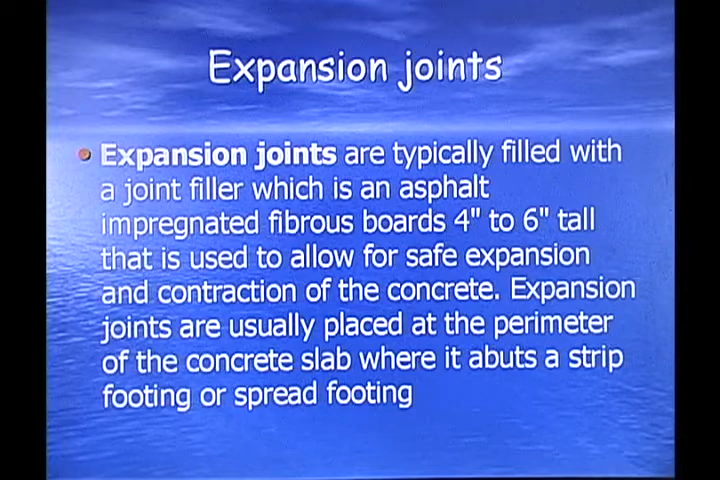 Expansion joints
Expansion joints are typically filled with
a joint filler which is an asphalt
impregnated fibrous boards 4" to 6" tall
that is used to allow for safe expansion
and contraction of the concrete. Expansion
joints are usually placed at the perimeter
of the concrete slab where it abuts a strip
footing or spread footing